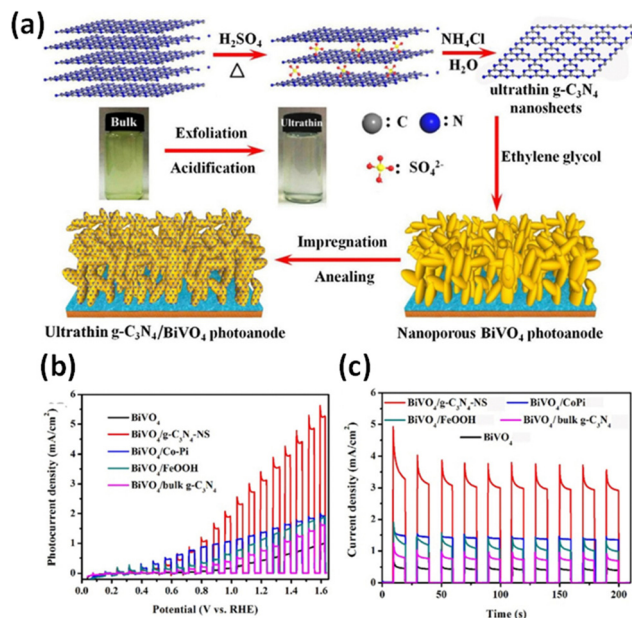 (a)
H₂SO₄
△
NH₄Cl
H₂O
ultrathin g-C₃N₄
nanosheets
Bulk
Exfoliation
Acidification
Ultrathin
: C
: N
: SO₄²⁻
Ethylene glycol
Impregnation
Anealing
Ultrathin g-C₃N₄/BiVO₄ photoanode
Nanoporous BiVO₄ photoanode
(b)
Photocurrent density (mA/cm²)
6
5
4
3
2
1
0
BiVO₄
BiVO₄/g-C₃N₄-NS
BiVO₄/Co-Pi
BiVO₄/FeOOH
BiVO₄/bulk g-C₃N₄
0.0 0.2 0.4 0.6 0.8 1.0 1.2 1.4 1.6
Potential (V vs. RHE)
(c)
Current density (mA/cm²)
6
5
4
3
2
1
0
BiVO₄/g-C₃N₄-NS BiVO₄/CoPi
BiVO₄/FeOOH BiVO₄/bulk g-C₃N₄
BiVO₄
0 50 100 150 200
Time (s)